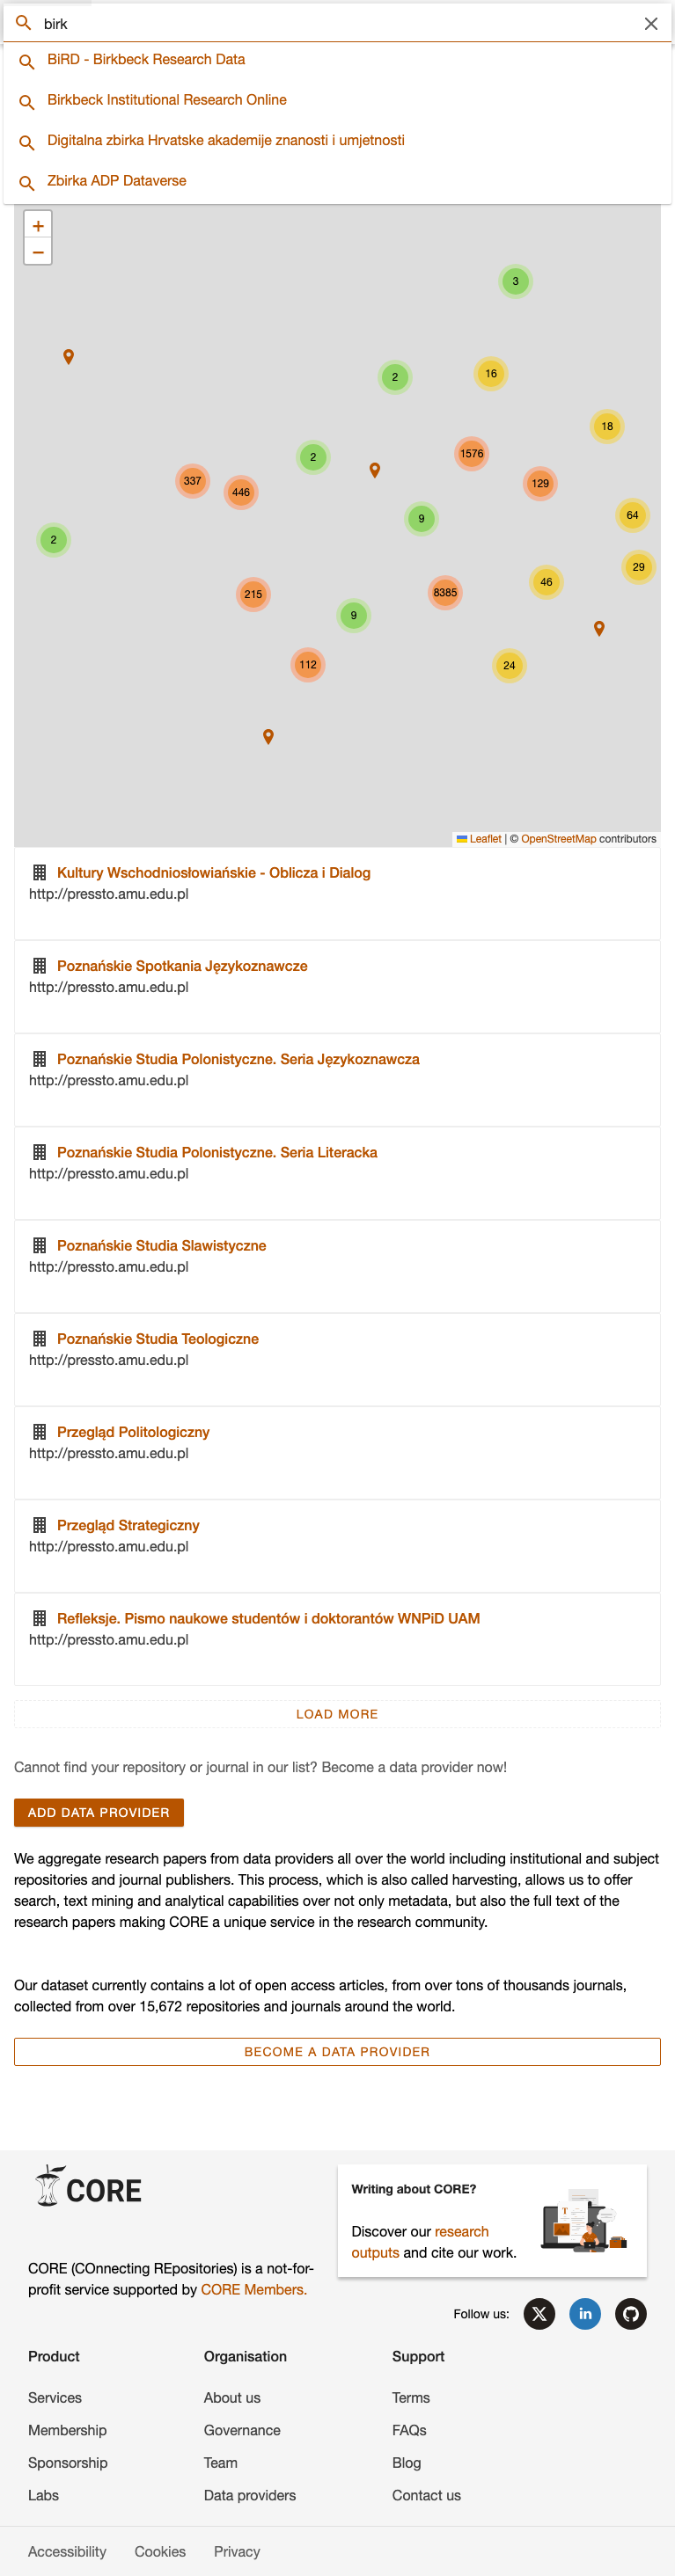 birk
BiRD - Birkbeck Research Data
Birkbeck Institutional Research Online
Digitalna zbirka Hrvatske akademije znanosti i umjetnosti
Zbirka ADP Dataverse
+
−
3
2
16
18
2
1576
337
446
129
9
64
2
29
46
215
8385
9
112
24
Leaflet | © OpenStreetMap contributors
Kultury Wschodniosłowiańskie - Oblicza i Dialog
http://pressto.amu.edu.pl
Poznańskie Spotkania Językoznawcze
http://pressto.amu.edu.pl
Poznańskie Studia Polonistyczne. Seria Językoznawcza
http://pressto.amu.edu.pl
Poznańskie Studia Polonistyczne. Seria Literacka
http://pressto.amu.edu.pl
Poznańskie Studia Slawistyczne
http://pressto.amu.edu.pl
Poznańskie Studia Teologiczne
http://pressto.amu.edu.pl
Przegląd Politologiczny
http://pressto.amu.edu.pl
Przegląd Strategiczny
http://pressto.amu.edu.pl
Refleksje. Pismo naukowe studentów i doktorantów WNPiD UAM
http://pressto.amu.edu.pl
LOAD MORE
Cannot find your repository or journal in our list? Become a data provider now!
ADD DATA PROVIDER
We aggregate research papers from data providers all over the world including institutional and subject
repositories and journal publishers. This process, which is also called harvesting, allows us to offer
search, text mining and analytical capabilities over not only metadata, but also the full text of the
research papers making CORE a unique service in the research community.
Our dataset currently contains a lot of open access articles, from over tons of thousands journals,
collected from over 15,672 repositories and journals around the world.
BECOME A DATA PROVIDER
CORE
CORE (COnnecting REpositories) is a not-for-
profit service supported by CORE Members.
Writing about CORE?
Discover our research
outputs and cite our work.
Follow us:
Product
Services
Membership
Sponsorship
Labs
Organisation
About us
Governance
Team
Data providers
Support
Terms
FAQs
Blog
Contact us
Accessibility
Cookies
Privacy